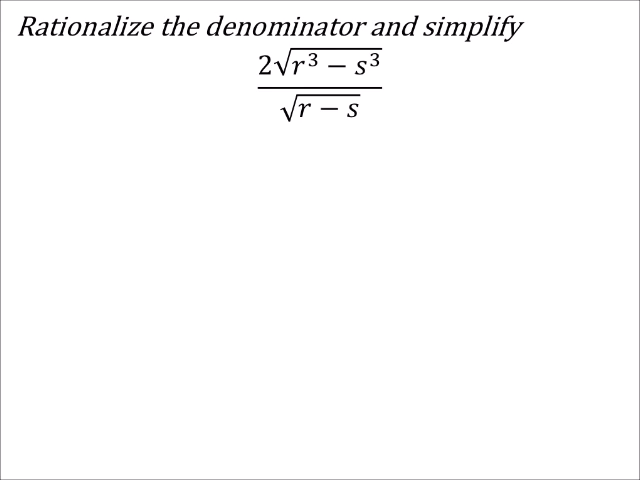 Rationalize the denominator and simplify
2√(r³ − s³)
√(r − s)